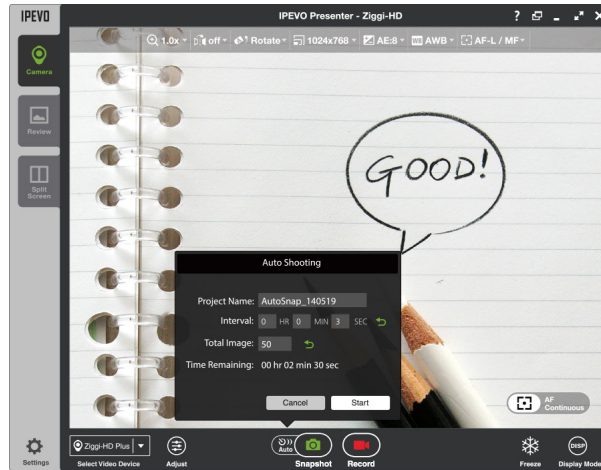 IPEVO
IPEVO Presenter - Ziggi-HD
?
1.0x
off
Rotate
1024x768
AE:8
AWB
AF-L / MF
Camera
Review
Split
Screen
GOOD!
Auto Shooting
Project Name: AutoSnap_140519
Interval: 0 HR 0 MIN 3 SEC
Total Image: 50
Time Remaining: 00 hr 02 min 30 sec
Cancel
Start
AF
Continuous
Settings
Ziggi-HD Plus
Select Video Device
Adjust
Auto
Snapshot
Record
Freeze
DISP
Display Mode